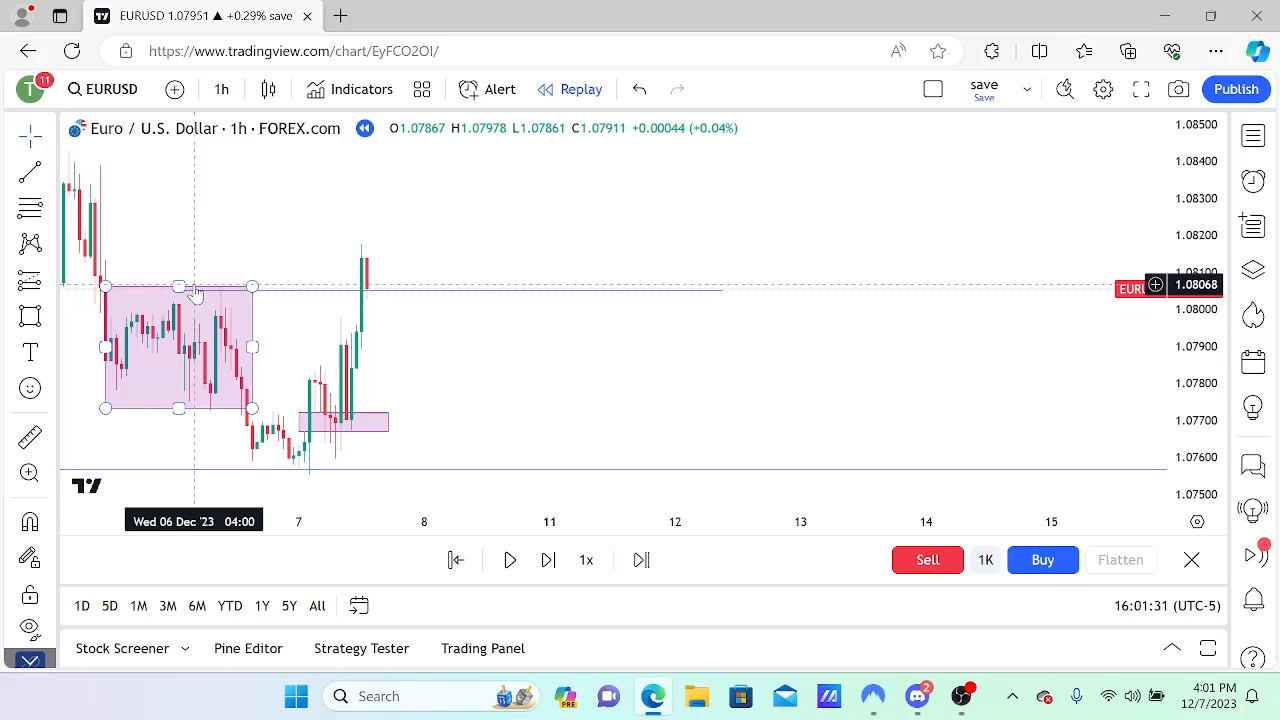 EURUSD 1.07951 ▲ +0.29% save
https://www.tradingview.com/chart/EyFCO2OI/
T 11 EURUSD 1h Indicators Alert Replay save Save Publish
Euro / U.S. Dollar · 1h · FOREX.com O1.07867 H1.07978 L1.07861 C1.07911 +0.00044 (+0.04%)
1.08500
1.08400
1.08300
1.08200
1.08100
EURU 1.08068
1.08000
1.07900
1.07800
1.07700
1.07600
1.07500
Wed 06 Dec '23 04:00 7 8 11 12 13 14 15
1x Sell 1K Buy Flatten
1D 5D 1M 3M 6M YTD 1Y 5Y All 16:01:31 (UTC-5)
Stock Screener Pine Editor Strategy Tester Trading Panel
Search PRE 2 4:01 PM
12/7/2023